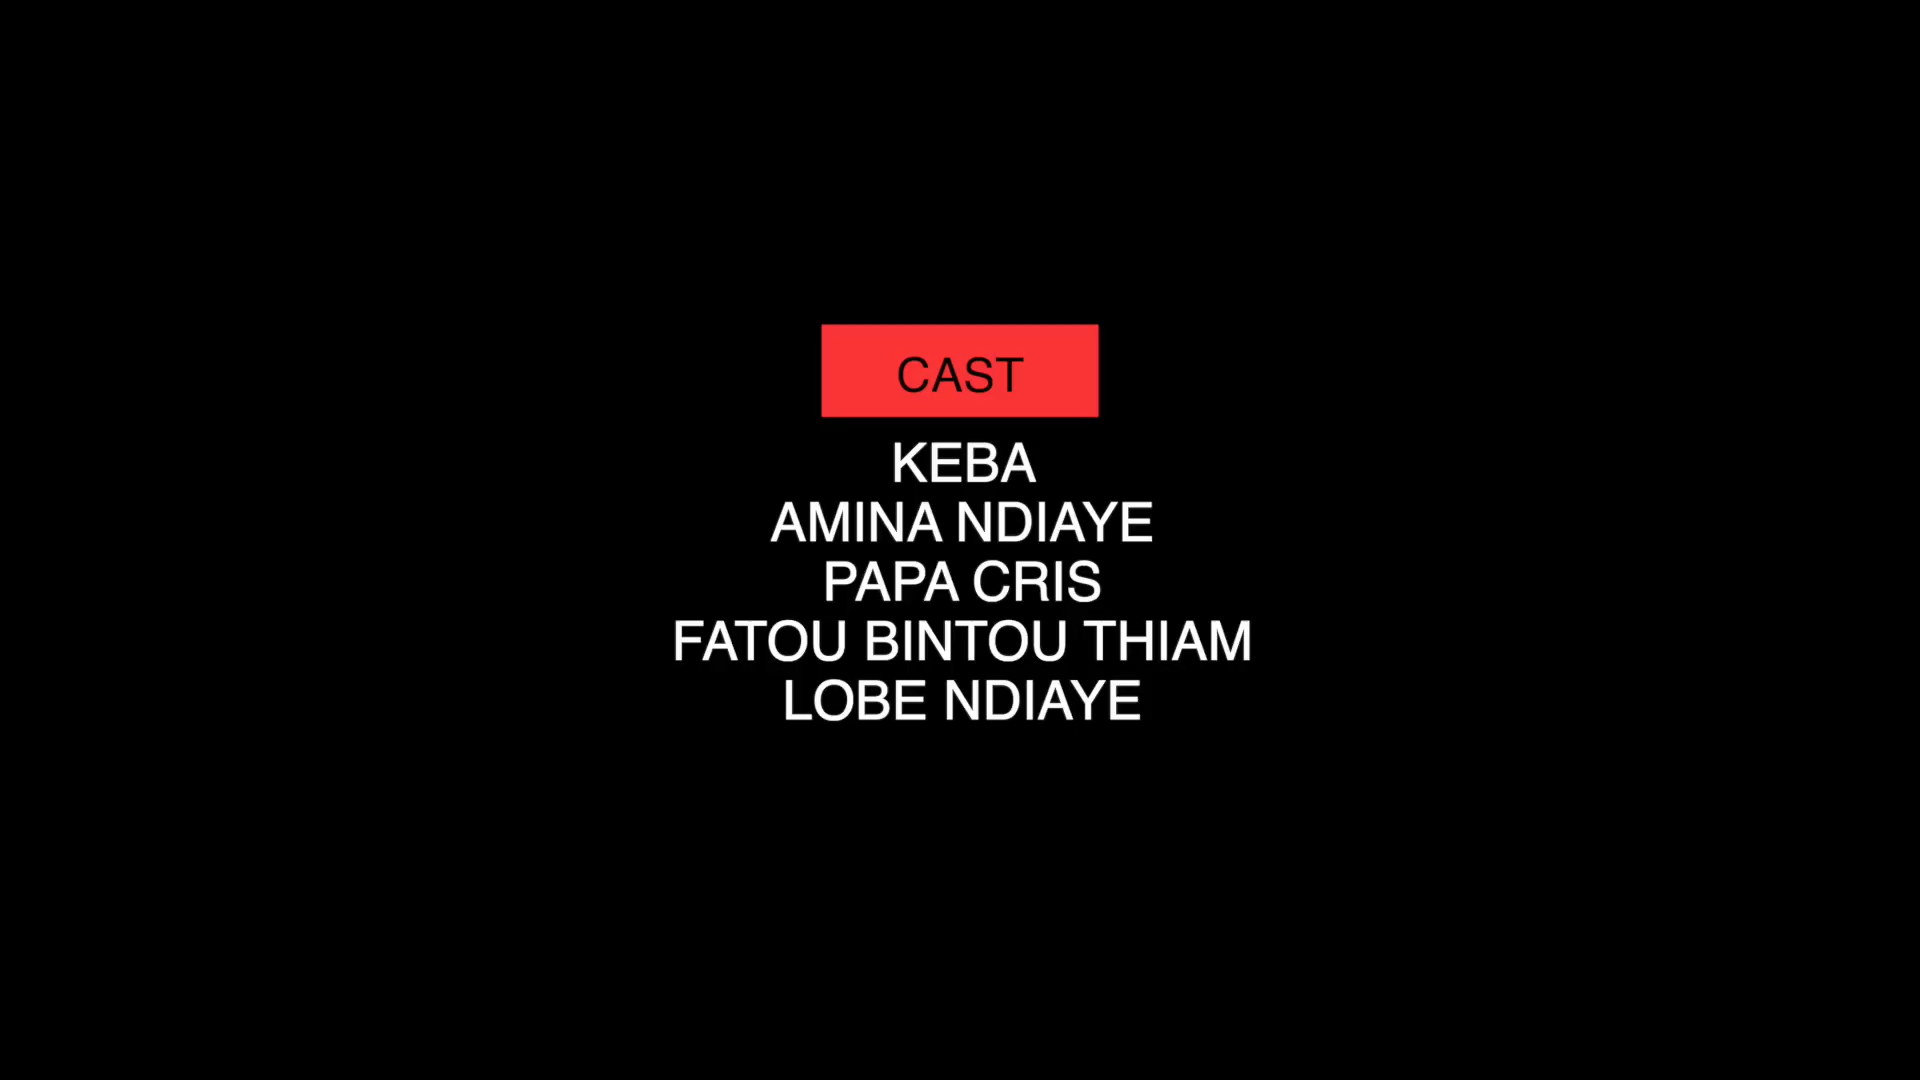 CAST
KEBA
AMINA NDIAYE
PAPA CRIS
FATOU BINTOU THIAM
LOBE NDIAYE